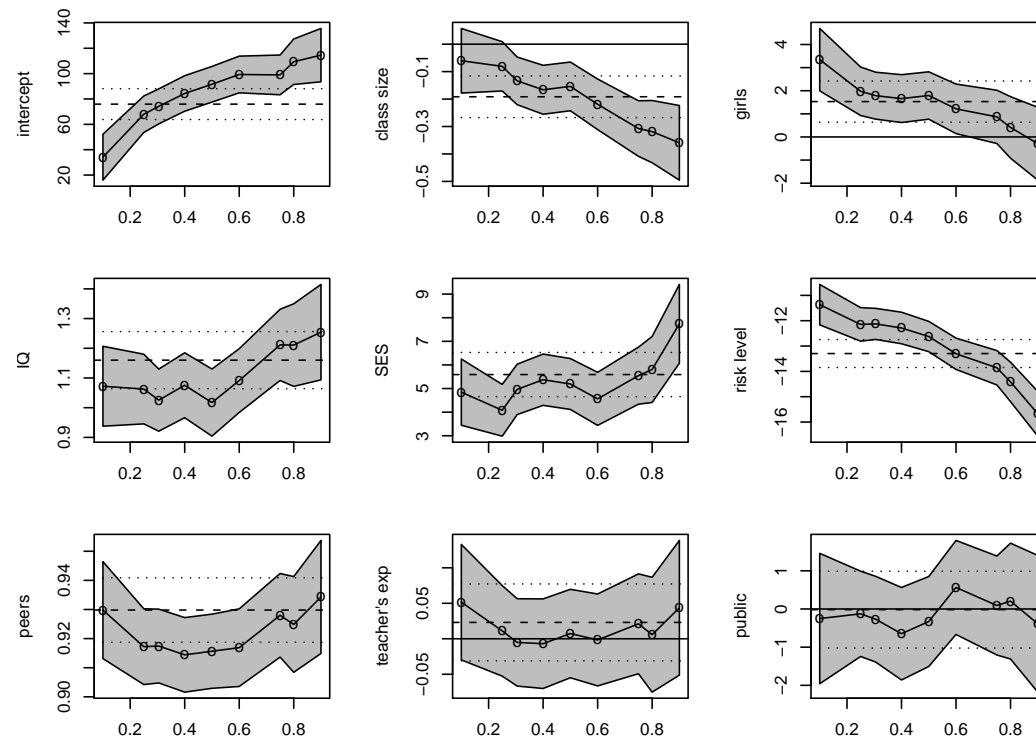 intercept
20 60 100 140
0.2 0.4 0.6 0.8
class size
−0.5 −0.3 −0.1
0.2 0.4 0.6 0.8
girls
−2 0 2 4
0.2 0.4 0.6 0.8
IQ
0.9 1.1 1.3
0.2 0.4 0.6 0.8
SES
3 5 7 9
0.2 0.4 0.6 0.8
risk level
−16 −14 −12
0.2 0.4 0.6 0.8
peers
0.90 0.92 0.94
0.2 0.4 0.6 0.8
teacher's exp
−0.05 0.05
0.2 0.4 0.6 0.8
public
−2 −1 0 1
0.2 0.4 0.6 0.8